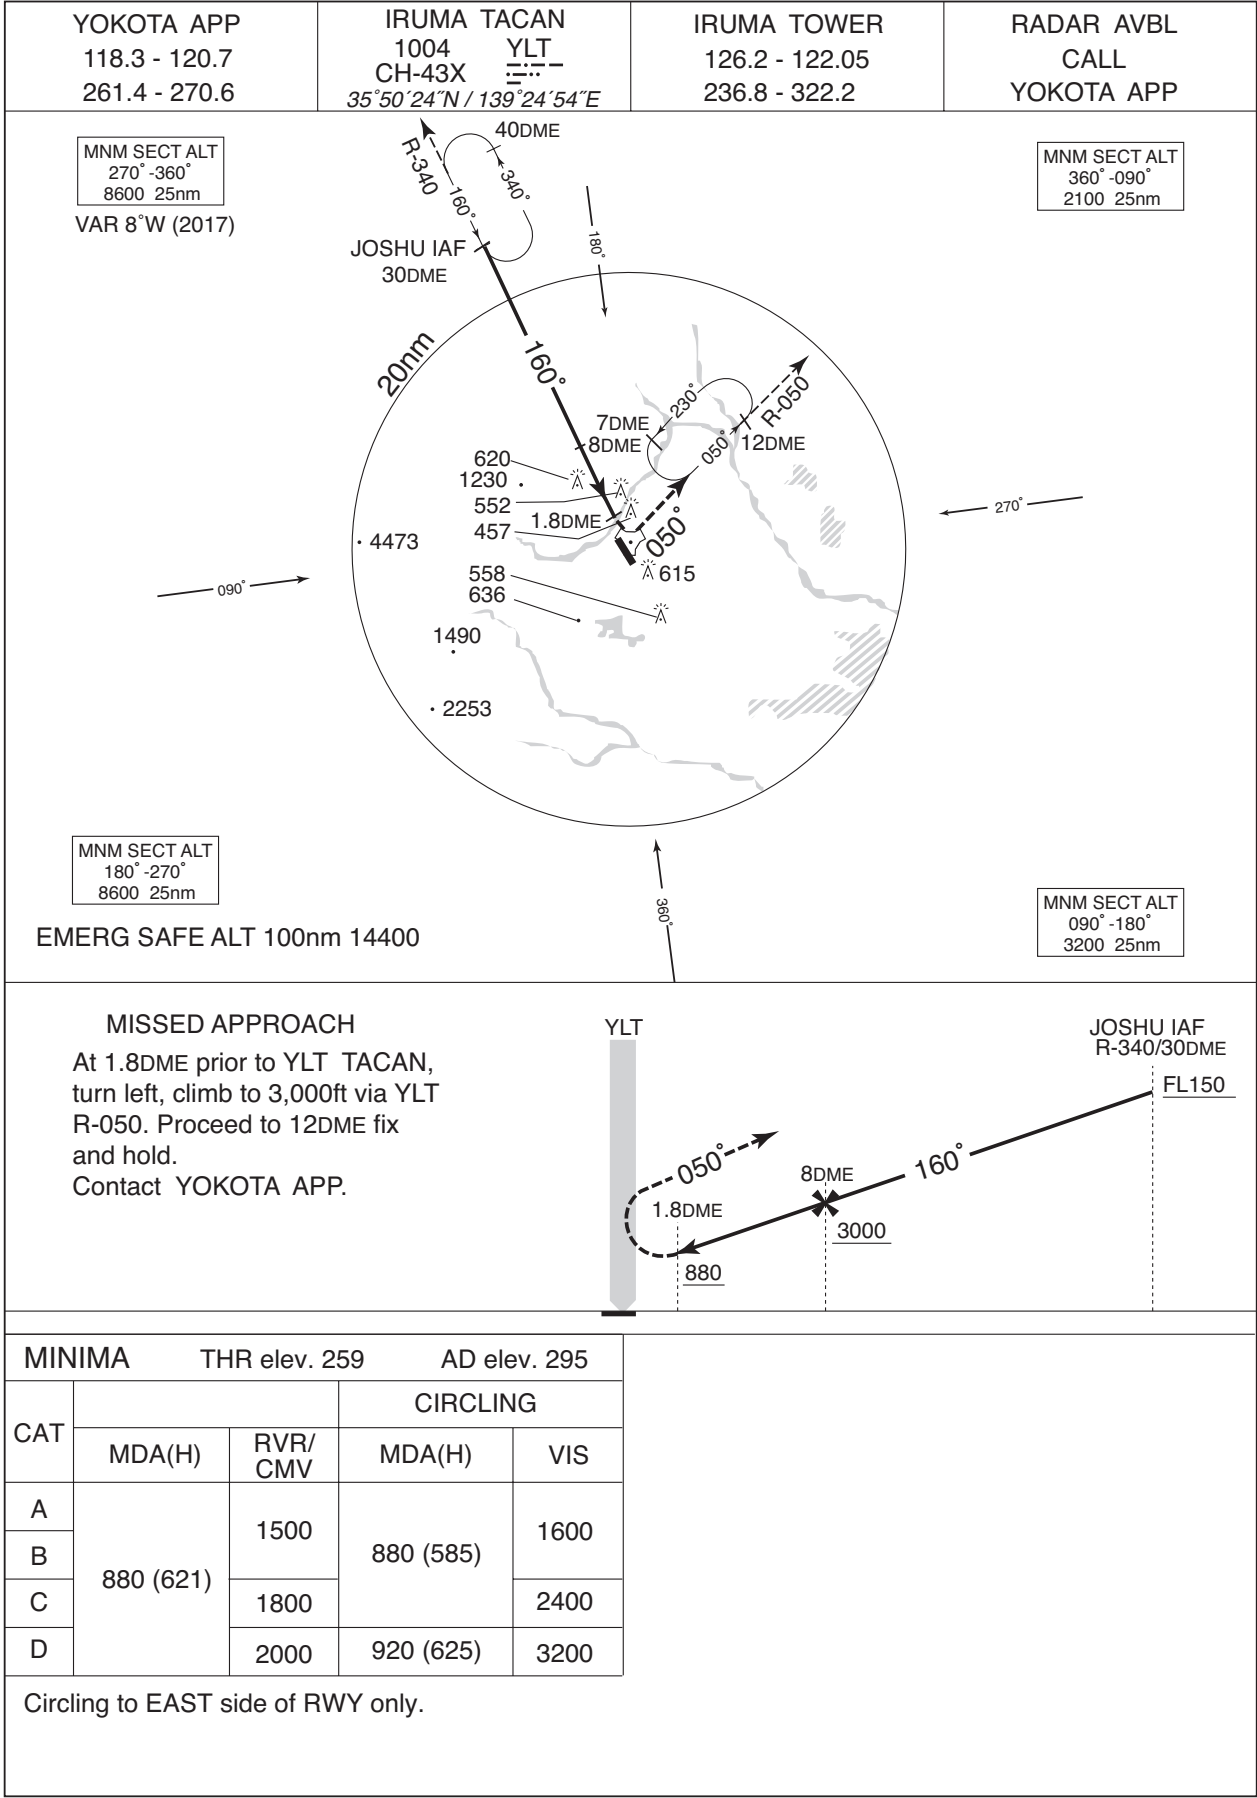 YOKOTA APP
118.3 - 120.7
261.4 - 270.6
IRUMA TACAN
1004 YLT
CH-43X
35°50´24˝N / 139°24´54˝E
IRUMA TOWER
126.2 - 122.05
236.8 - 322.2
RADAR AVBL
CALL
YOKOTA APP
MNM SECT ALT
270° -360°
8600 25nm
VAR 8°W (2017)
MNM SECT ALT
360° -090°
2100 25nm
40DME
R-340
340°
160°
JOSHU IAF
30DME
180°
20nm
160°
R-050
230°
7DME
8DME
050°
12DME
620
1230
552
1.8DME
457
050°
4473
270°
615
558
636
090°
1490
2253
MNM SECT ALT
180° -270°
8600 25nm
EMERG SAFE ALT 100nm 14400
360°
MNM SECT ALT
090° -180°
3200 25nm
MISSED APPROACH
At 1.8DME prior to YLT TACAN,
turn left, climb to 3,000ft via YLT
R-050. Proceed to 12DME fix
and hold.
Contact YOKOTA APP.
YLT
JOSHU IAF
R-340/30DME
FL150
050°
8DME
160°
1.8DME
3000
880
MINIMA THR elev. 259 AD elev. 295
CAT
CIRCLING
MDA(H)
RVR/
CMV
MDA(H)
VIS
A
B
C
D
880 (621)
1500
1800
2000
880 (585)
920 (625)
1600
2400
3200
Circling to EAST side of RWY only.